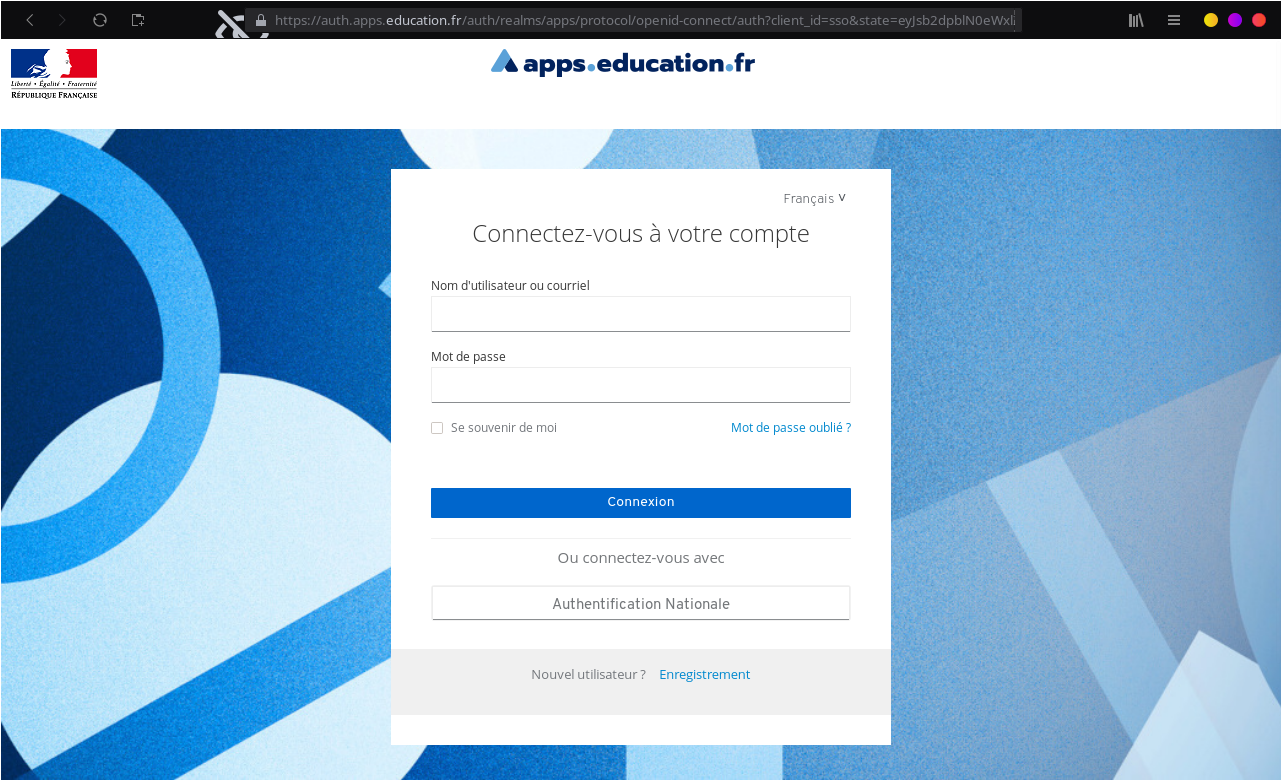 https://auth.apps.education.fr/auth/realms/apps/protocol/openid-connect/auth?client_id=sso&state=
Liberté • Égalité • Fraternité
RÉPUBLIQUE FRANÇAISE
apps.education.fr
Français
Connectez-vous à votre compte
Nom d'utilisateur ou courriel
Mot de passe
Se souvenir de moi Mot de passe oublié ?
Connexion
Ou connectez-vous avec
Authentification Nationale
Nouvel utilisateur ? Enregistrement